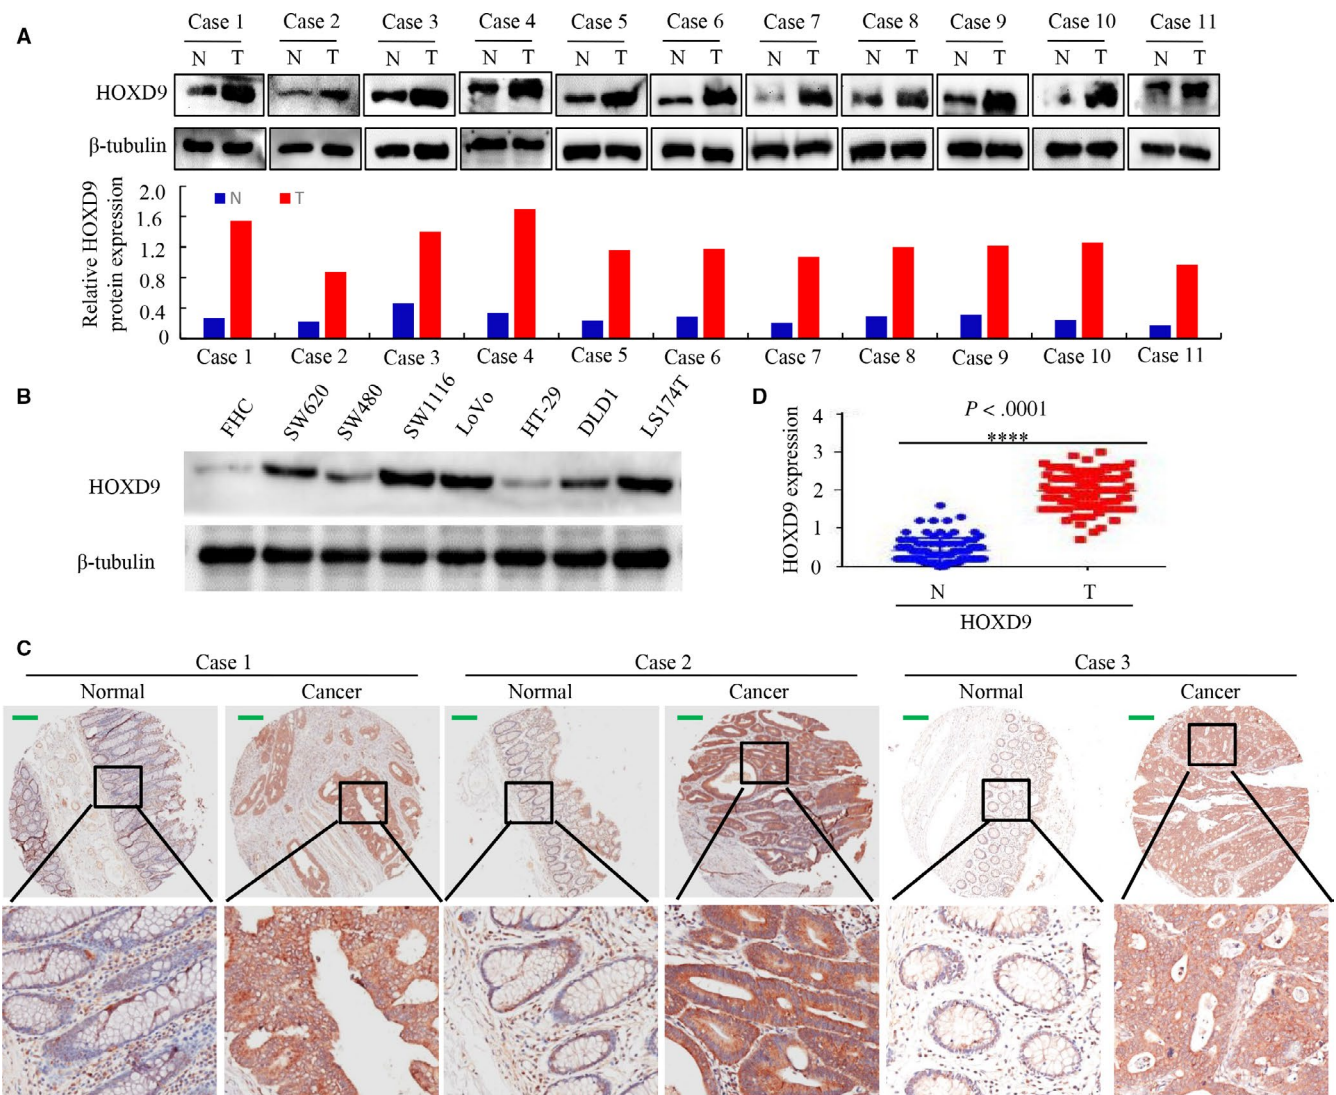 A
Case 1 Case 2 Case 3 Case 4 Case 5 Case 6 Case 7 Case 8 Case 9 Case 10 Case 11
N T N T N T N T N T N T N T N T N T N T N T
HOXD9
β-tubulin
Relative HOXD9
protein expression
2.0
1.6
1.2
0.8
0.4
0
N T
Case 1 Case 2 Case 3 Case 4 Case 5 Case 6 Case 7 Case 8 Case 9 Case 10 Case 11
B
FHC SW620 SW480 SW1116 LoVo HT-29 DLD1 LS174T
HOXD9
β-tubulin
D
P < .0001
****
HOXD9 expression
4
3
2
1
0
N T
HOXD9
C
Case 1 Case 2 Case 3
Normal Cancer Normal Cancer Normal Cancer